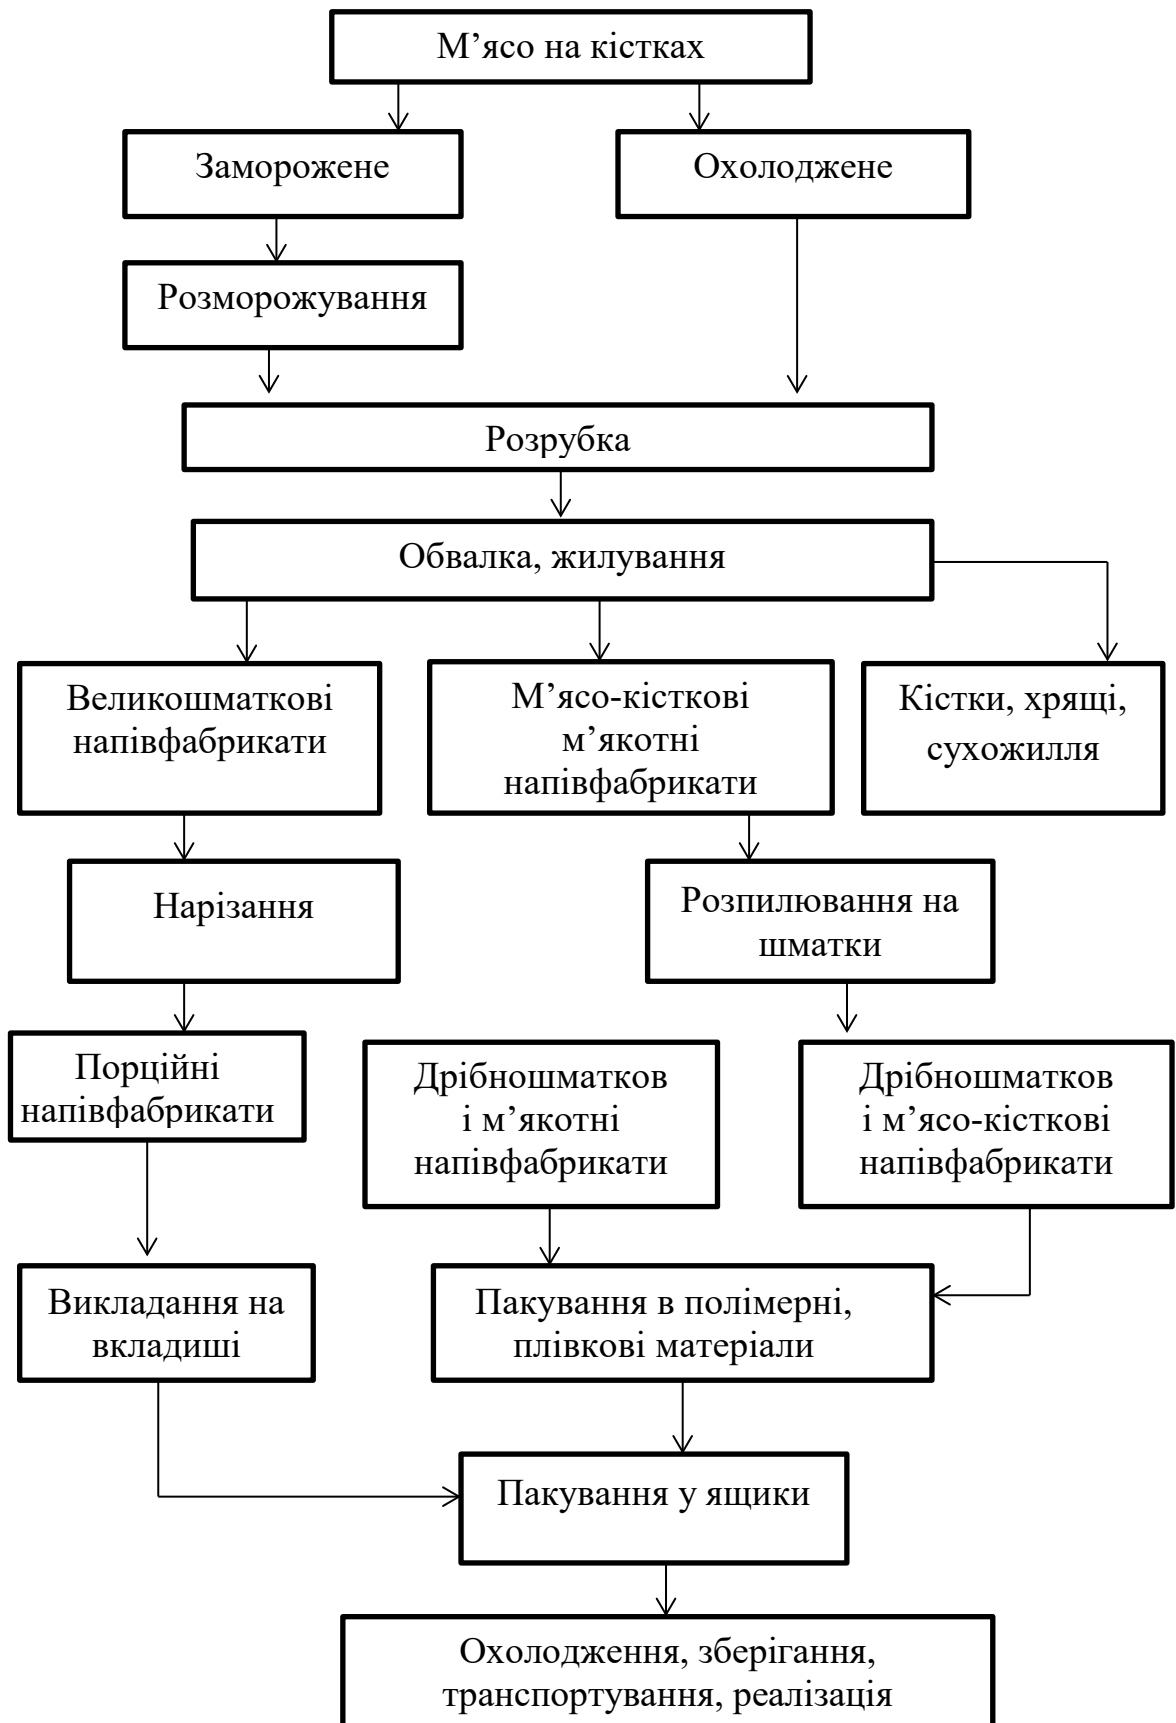 М’ясо на кістках
Заморожене
Охолоджене
Розморожування
Розрубка
Обвалка, жилування
Великошматкові
напівфабрикати
М’ясо-кісткові
м’якотні
напівфабрикати
Кістки, хрящі,
сухожилля
Нарізання
Розпилювання на
шматки
Порційні
напівфабрикати
Дрібношматков
і м’якотні
напівфабрикати
Дрібношматков
і м’ясо-кісткові
напівфабрикати
Викладання на
вкладиші
Пакування в полімерні,
плівкові матеріали
Пакування у ящики
Охолодження, зберігання,
транспортування, реалізація